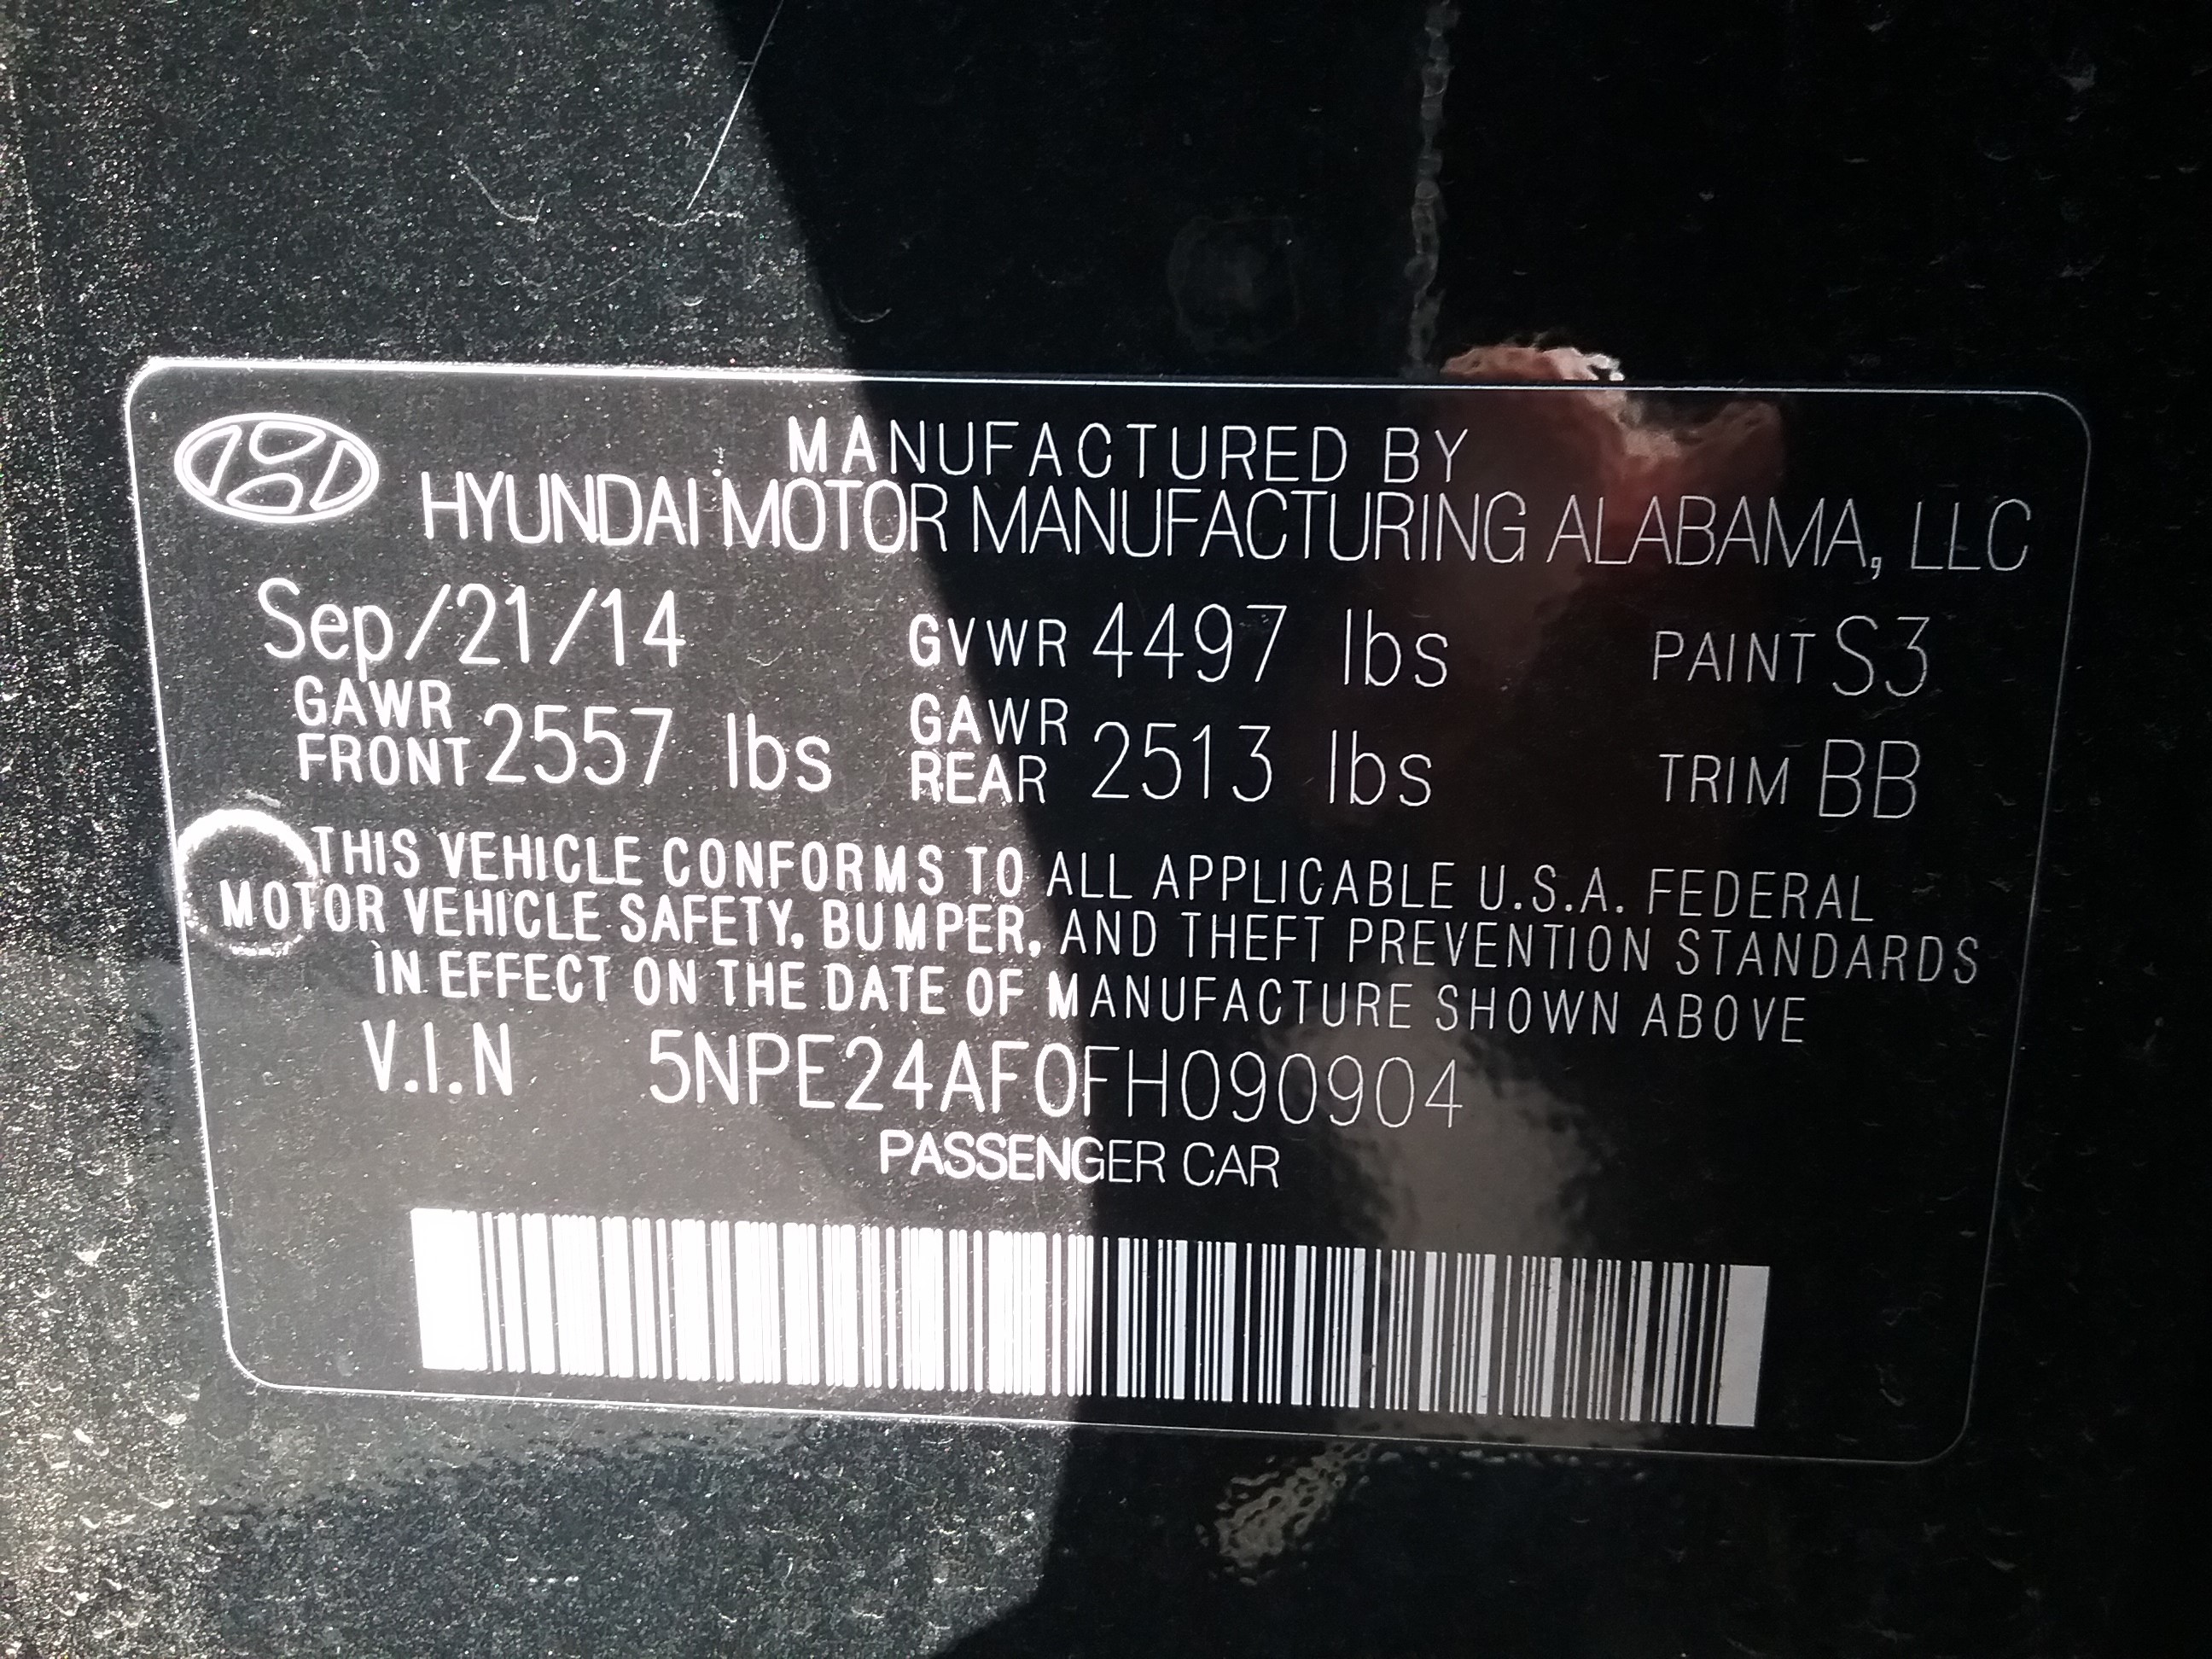 MANUFACTURED BY
HYUNDAI MOTOR MANUFACTURING ALABAMA, LLC
Sep/21/14 GVWR 4497 lbs PAINT S3
GAWR FRONT 2557 lbs GAWR REAR 2513 lbs TRIM BB
THIS VEHICLE CONFORMS TO ALL APPLICABLE U.S.A. FEDERAL
MOTOR VEHICLE SAFETY, BUMPER, AND THEFT PREVENTION STANDARDS
IN EFFECT ON THE DATE OF MANUFACTURE SHOWN ABOVE
V.I.N 5NPE24AF0FH090904
PASSENGER CAR